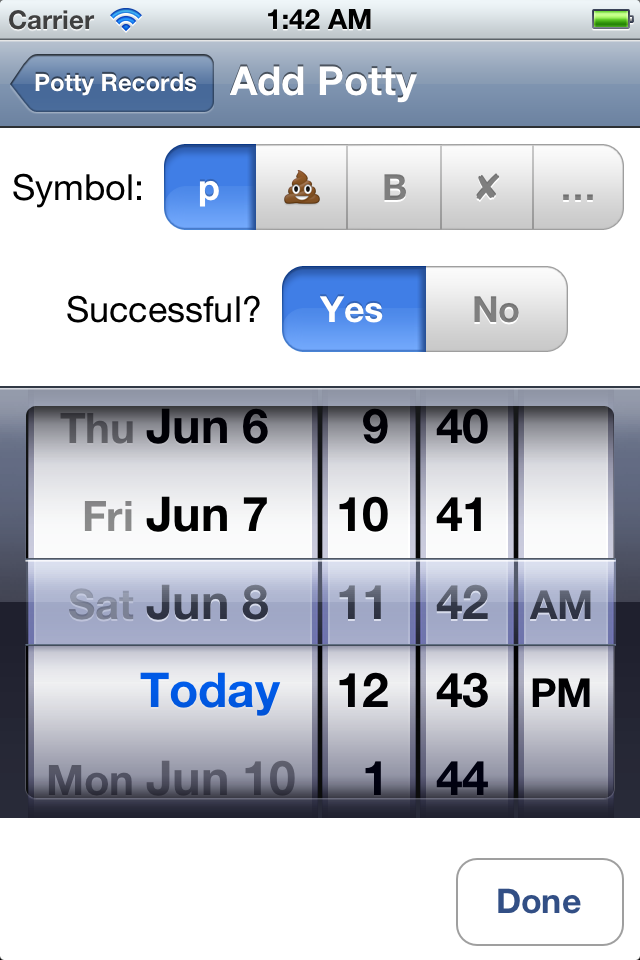 Carrier 1:42 AM
Potty Records Add Potty
Symbol: p 💩 B ✘ ...
Successful? Yes No
Thu Jun 6 9 40
Fri Jun 7 10 41
Sat Jun 8 11 42 AM
Today 12 43 PM
Mon Jun 10 1 44
Done